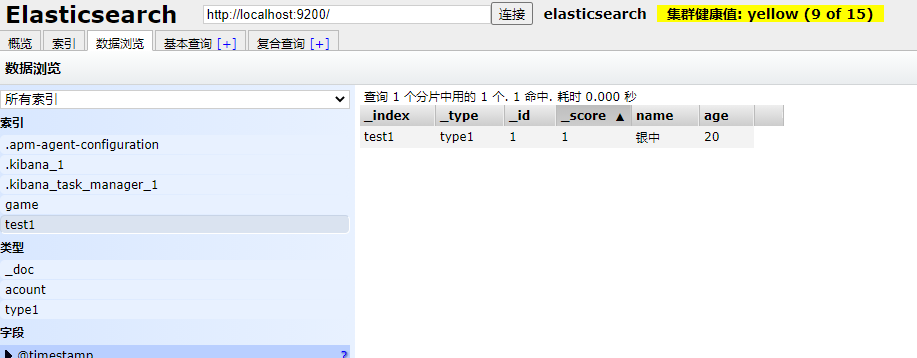 Elasticsearch http://localhost:9200/ 连接 elasticsearch 集群健康值: yellow (9 of 15)
概览 索引 数据浏览 基本查询 [+] 复合查询 [+]
数据浏览
所有索引
索引
.apm-agent-configuration
.kibana_1
.kibana_task_manager_1
game
test1
类型
_doc
acount
type1
字段
@timestamp ?
查询 1 个分片中用的 1 个. 1 命中. 耗时 0.000 秒
_index _type _id _score ▲ name age
test1 type1 1 1 银中 20